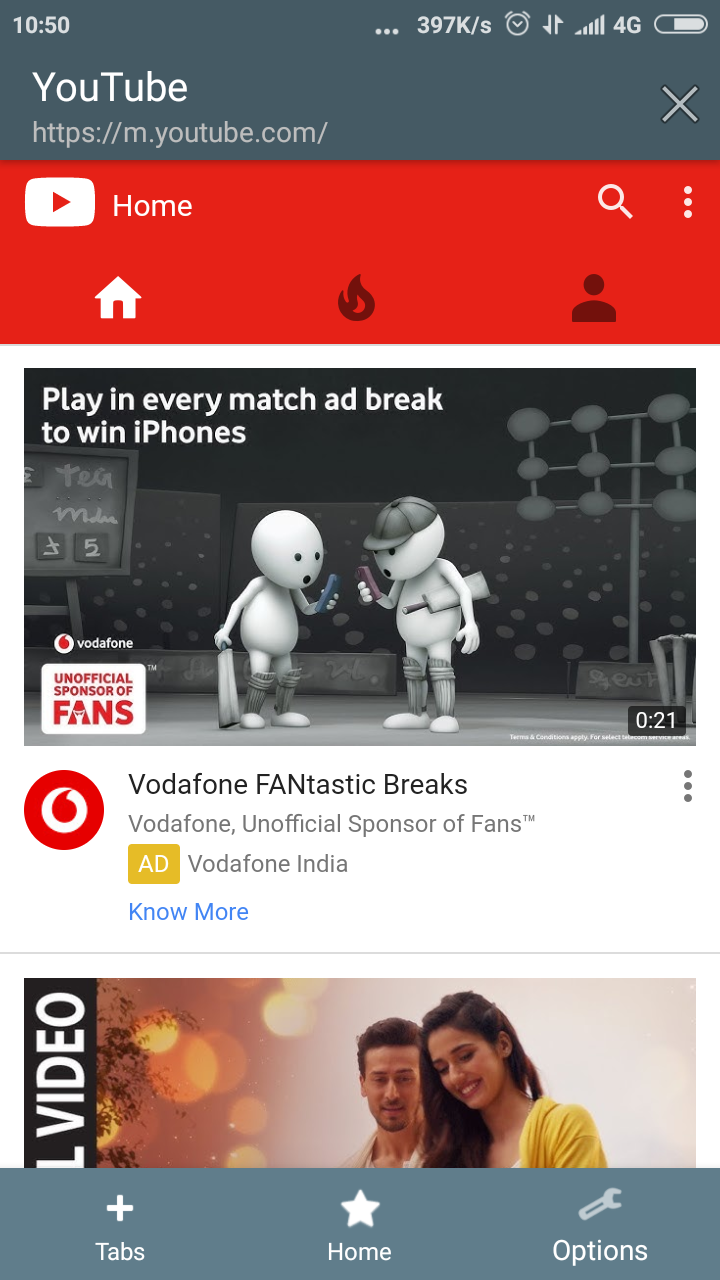 10:50
... 397K/s 4G
YouTube
https://m.youtube.com/
Home
Play in every match ad break
to win iPhones
5
vodafone
UNOFFICIAL
SPONSOR OF
FANS™
0:21
Terms & Conditions apply. For select telecom service areas.
Vodafone FANtastic Breaks
Vodafone, Unofficial Sponsor of Fans™
AD Vodafone India
Know More
L VIDEO
Tabs
Home
Options